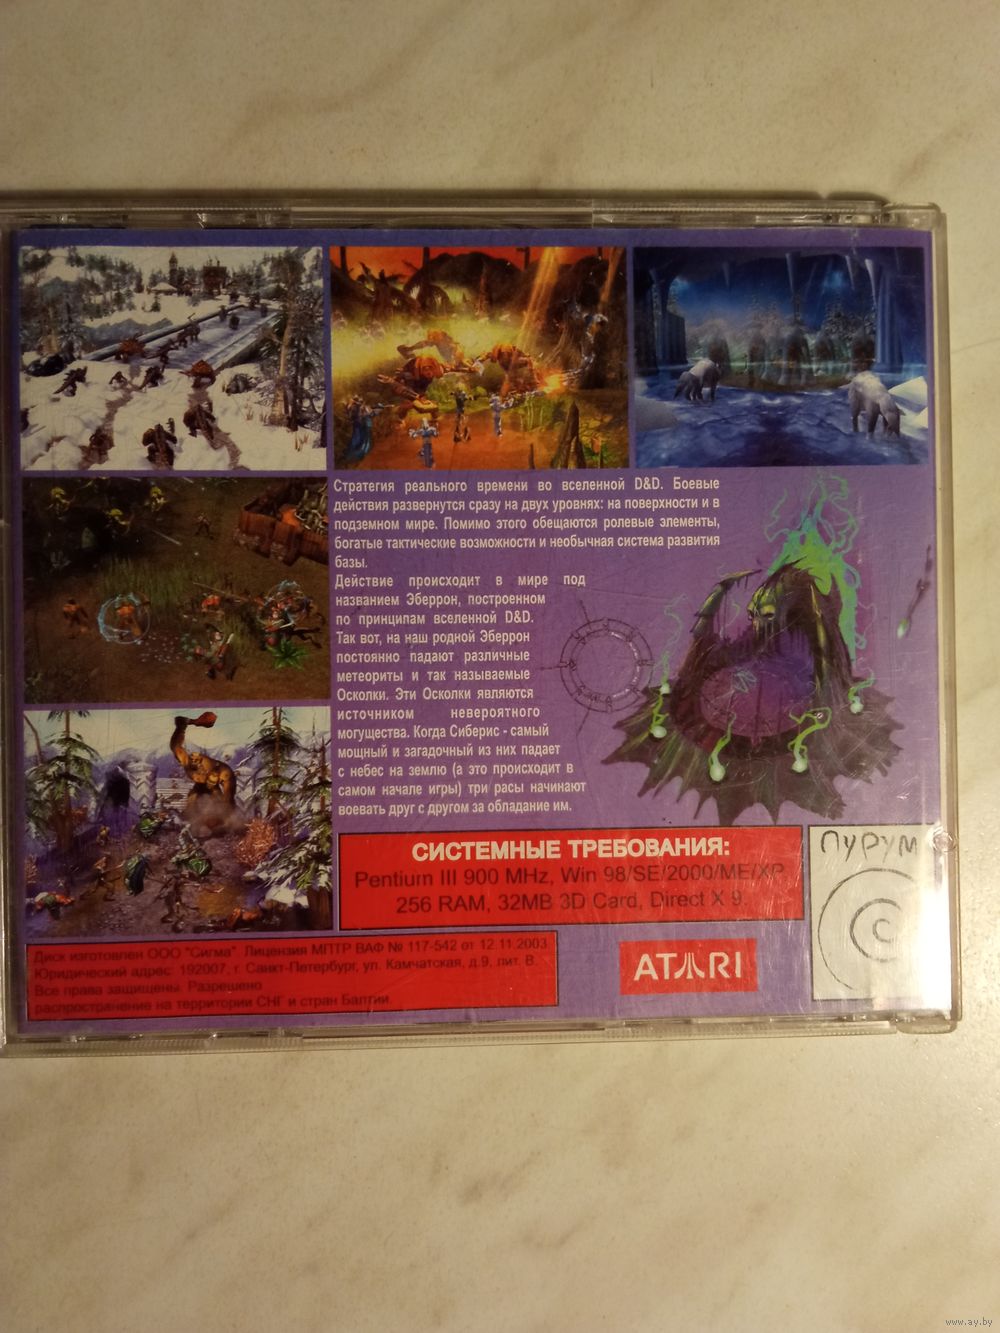 Стратегия реального времени во вселенной D&D. Боевые
действия развернутся сразу на двух уровнях: на поверхности и в
подземном мире. Помимо этого обещаются ролевые элементы,
богатые тактические возможности и необычная система развития
базы.
Действие происходит в мире под
названием Эберрон, построенном
по принципам вселенной D&D.
Так вот, на наш родной Эберрон
постоянно падают различные
метеориты и так называемые
Осколки. Эти Осколки являются
источником невероятного
могущества. Когда Сиберис - самый
мощный и загадочный из них падает
с небес на землю (а это происходит в
самом начале игры) три расы начинают
воевать друг с другом за обладание им.
СИСТЕМНЫЕ ТРЕБОВАНИЯ:
Pentium III 900 MHz, Win 98/SE/2000/ME/XP,
256 RAM, 32MB 3D Card, Direct X 9.
ПУРУМ
Диск изготовлен ООО "Сигма". Лицензия МПТР ВАФ № 117-542 от 12.11.2003
Юридический адрес: 192007, г. Санкт-Петербург, ул. Камчатская, д.9, лит. В.
Все права защищены. Разрешено
распространение на территории СНГ и стран Балтии.
ATARI
www.ay.by